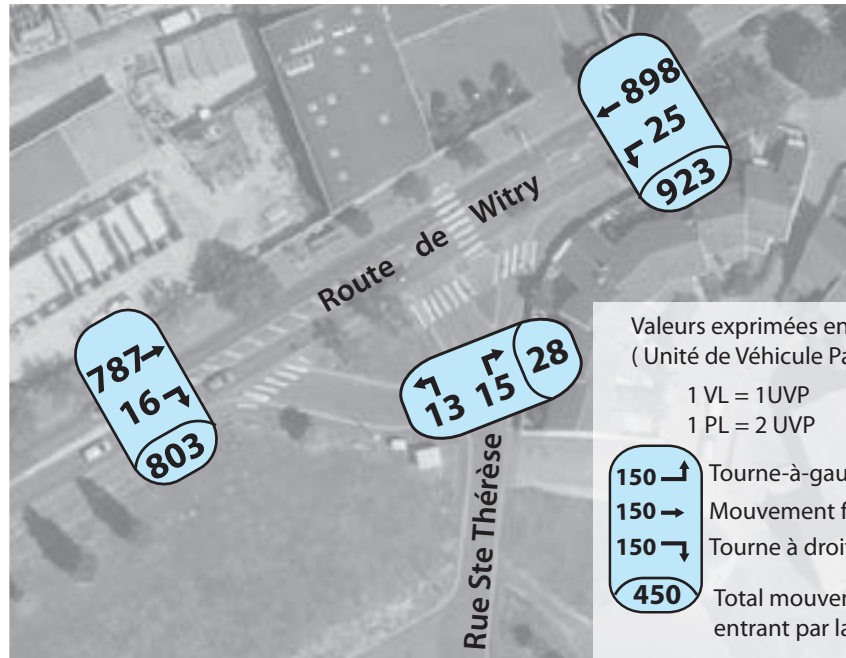 898
25
923
Route de Witry
787
16
803
13 15 28
Rue Ste Thérèse
Valeurs exprimées en
( Unité de Véhicule Pa
1 VL = 1UVP
1 PL = 2 UVP
150 Tourne-à-gau
150 Mouvement f
150 Tourne à droit
450 Total mouver
entrant par la